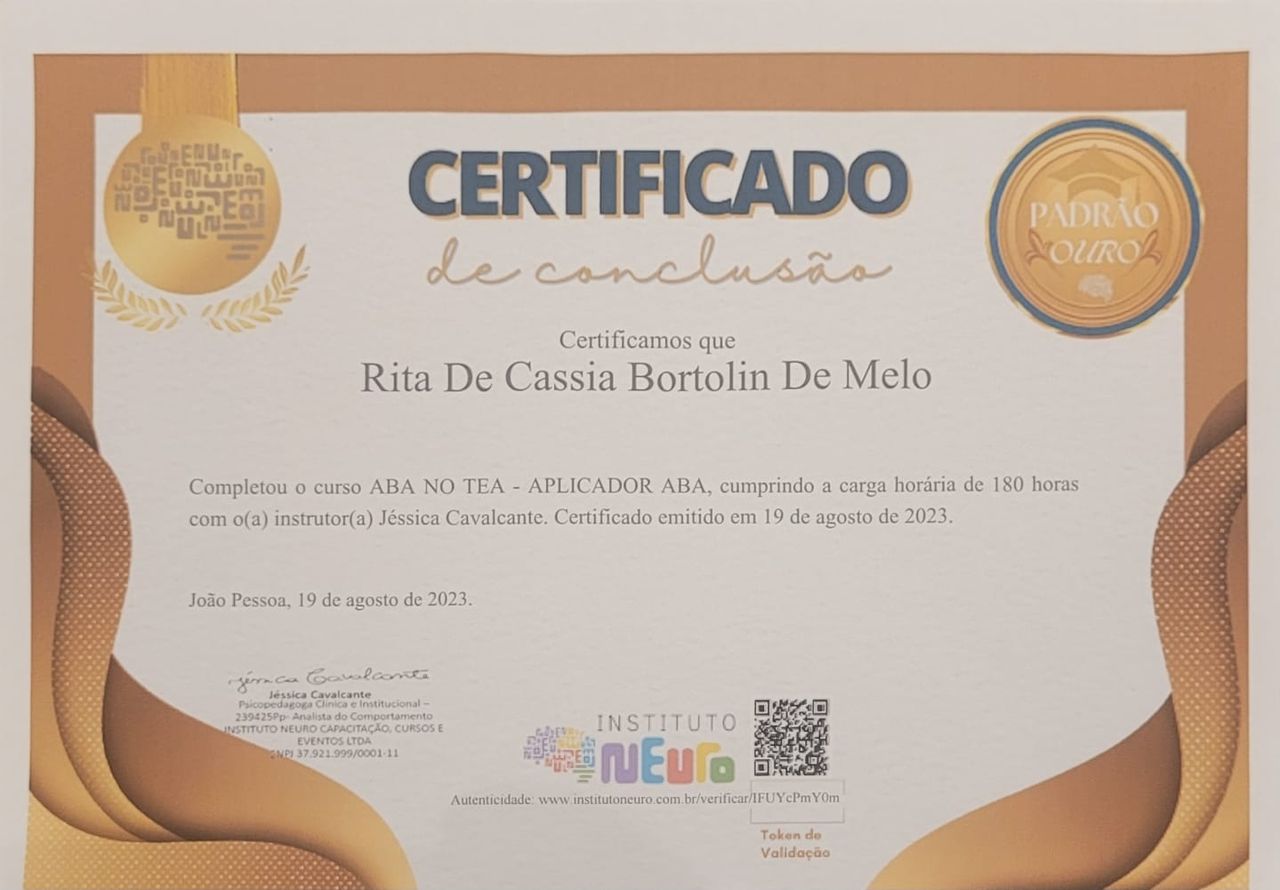 CERTIFICADO
de conclusão
PADRÃO
OURO
Certificamos que
Rita De Cassia Bortolin De Melo
Completou o curso ABA NO TEA - APLICADOR ABA, cumprindo a carga horária de 180 horas
com o(a) instrutor(a) Jéssica Cavalcante. Certificado emitido em 19 de agosto de 2023.
João Pessoa, 19 de agosto de 2023.
Jéssica Cavalcante
Jéssica Cavalcante
Psicopedagoga Clínica e Institucional –
239425Pp- Analista do Comportamento
INSTITUTO NEURO CAPACITAÇÃO, CURSOS E
EVENTOS LTDA
CNPJ 37.921.999/0001-11
INSTITUTO
NEuro
Autenticidade: www.institutoneuro.com.br/verificar/IFUYcPmY0m
Token de
Validação